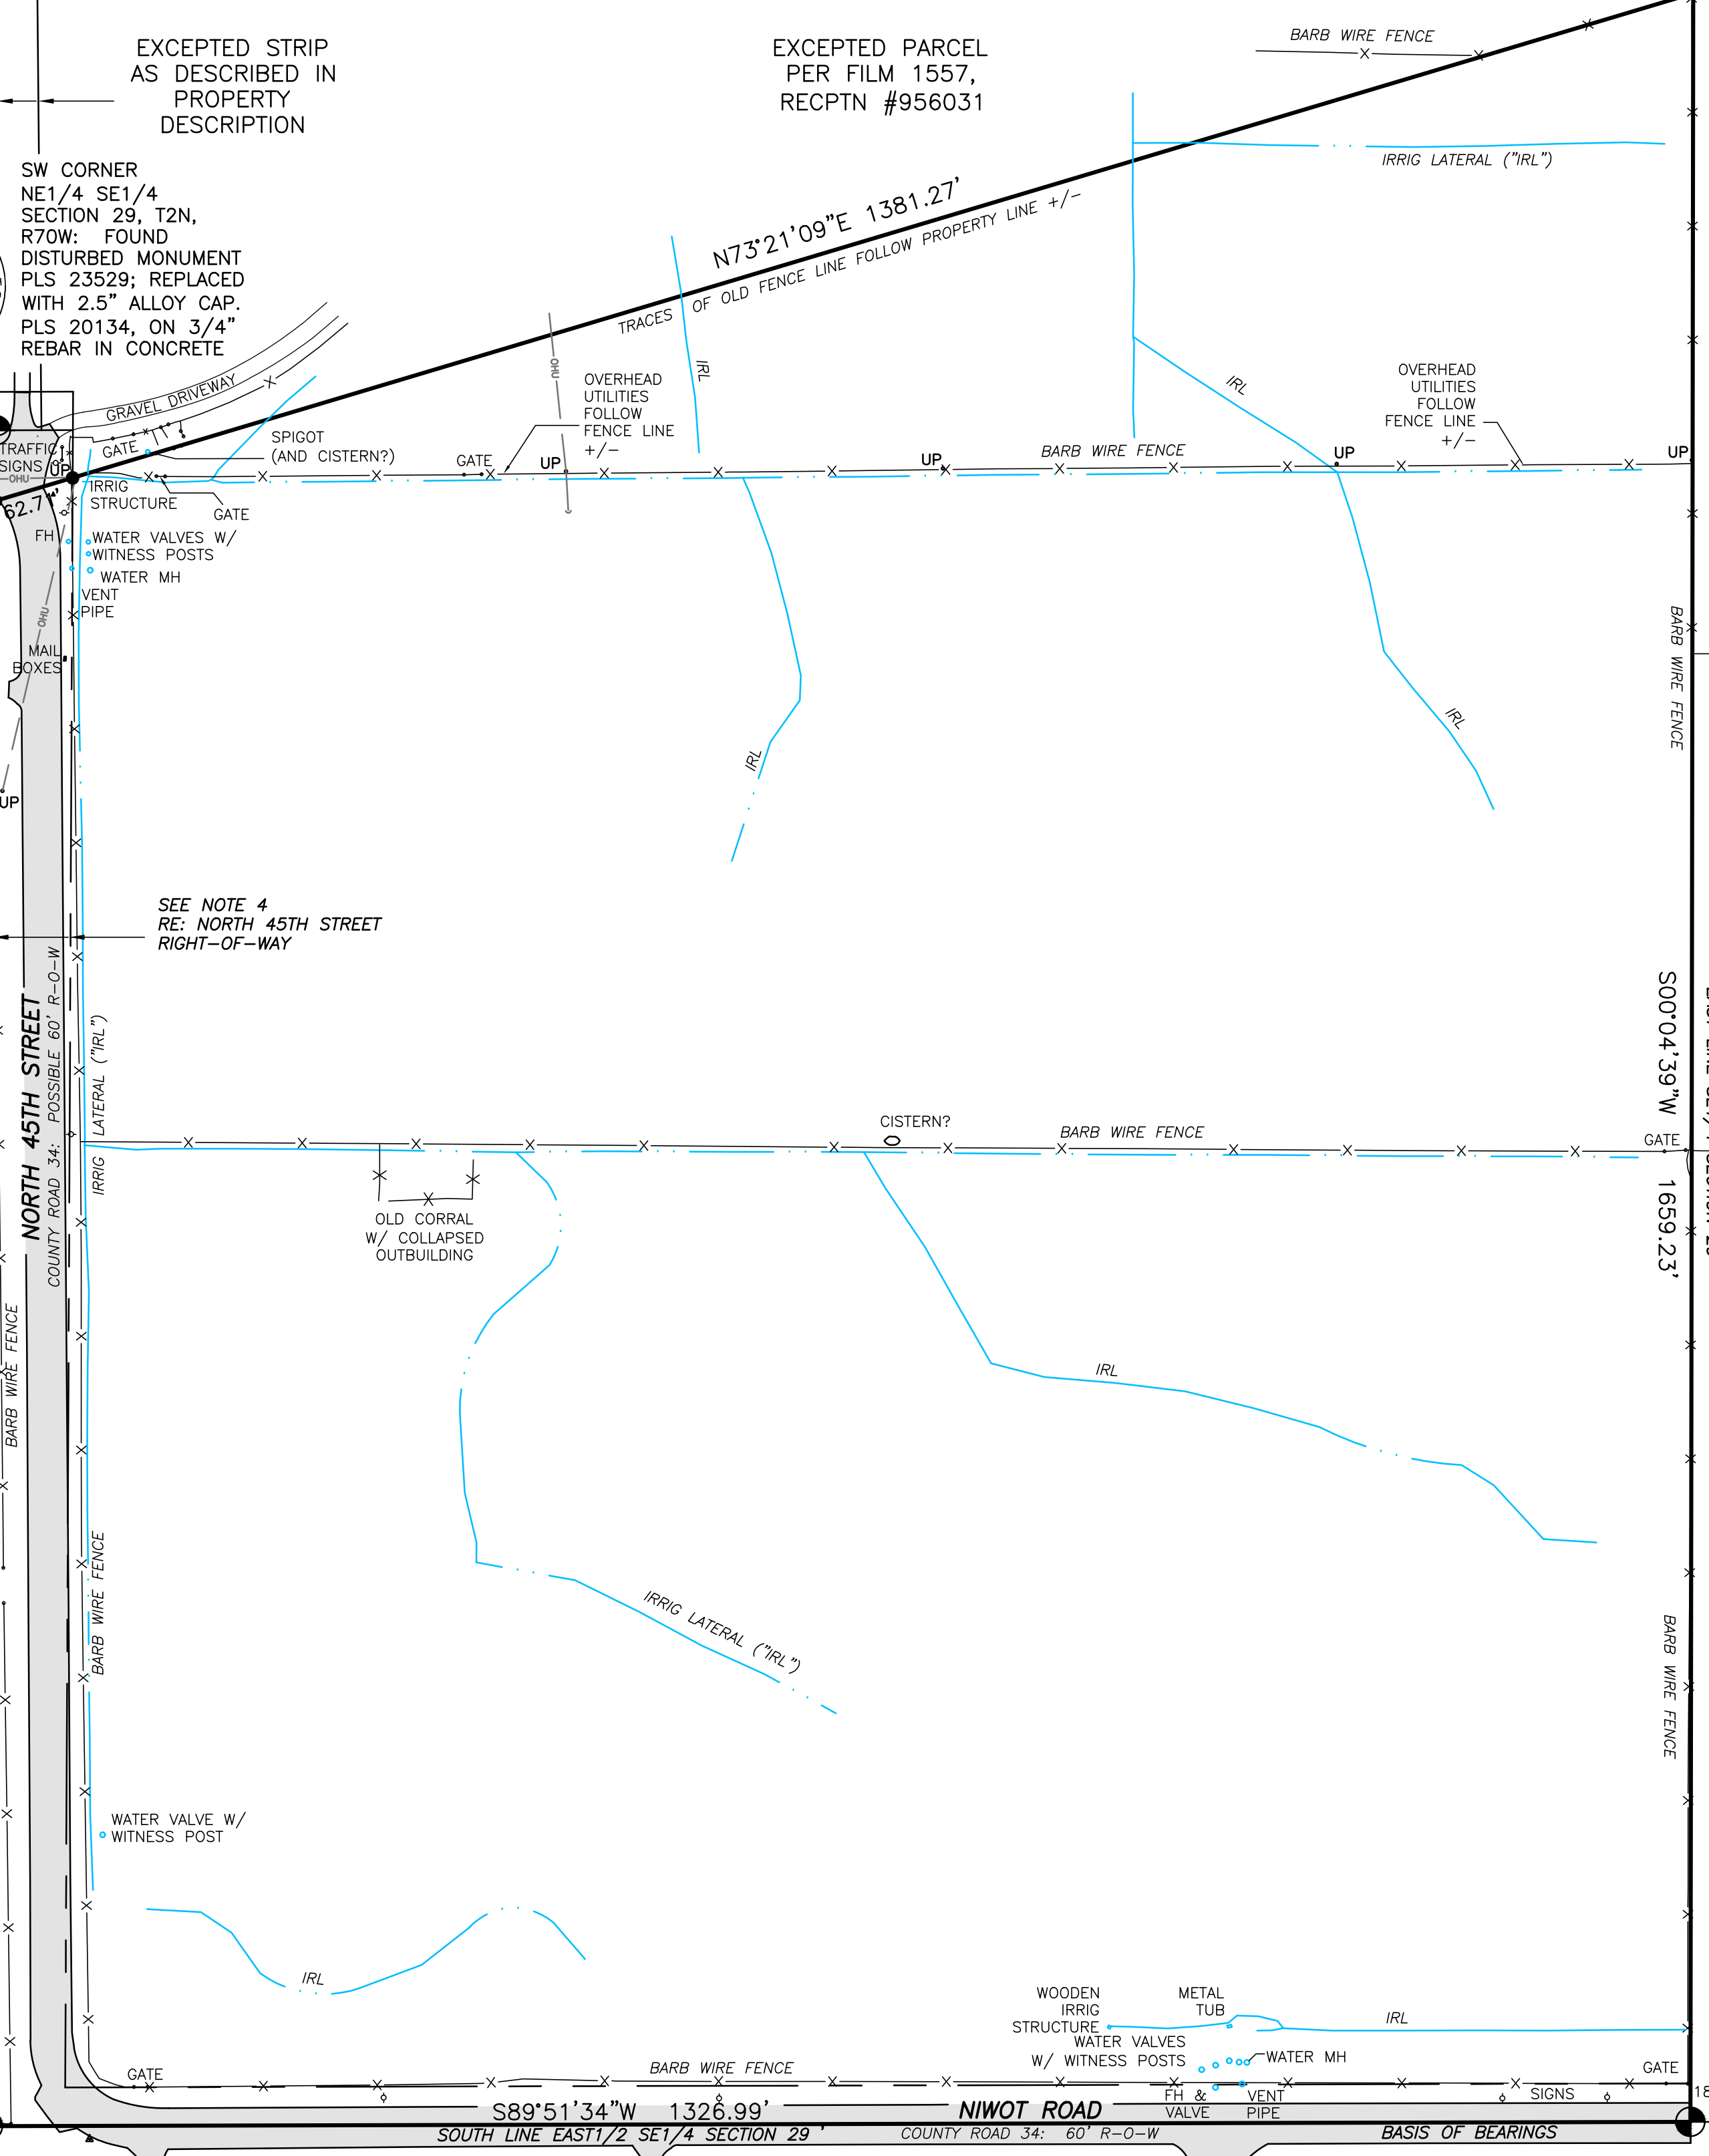 EXCEPTED STRIP
AS DESCRIBED IN
PROPERTY
DESCRIPTION
EXCEPTED PARCEL
PER FILM 1557,
RECPTN #956031
BARB WIRE FENCE
IRRIG LATERAL ("IRL")
SW CORNER
NE1/4 SE1/4
SECTION 29, T2N,
R70W: FOUND
DISTURBED MONUMENT
PLS 23529; REPLACED
WITH 2.5" ALLOY CAP.
PLS 20134, ON 3/4"
REBAR IN CONCRETE
N73°21'09"E 1381.27'
TRACES OF OLD FENCE LINE FOLLOW PROPERTY LINE +/-
GRAVEL DRIVEWAY
IRL
OHU
OVERHEAD
UTILITIES
FOLLOW
FENCE LINE
+/-
IRL
OVERHEAD
UTILITIES
FOLLOW
FENCE LINE
+/-
TRAFFIC
SIGNS
OHU
UP
GATE
SPIGOT
(AND CISTERN?)
GATE
UP
UP
BARB WIRE FENCE
UP
UP
IRRIG
STRUCTURE
GATE
62.7
FH
WATER VALVES W/
WITNESS POSTS
WATER MH
VENT
PIPE
OHU
MAIL
BOXES
UP
IRL
IRL
BARB WIRE FENCE
SEE NOTE 4
RE: NORTH 45TH STREET
RIGHT-OF-WAY
NORTH 45TH STREET
COUNTY ROAD 34: POSSIBLE 60' R-O-W
IRRIG LATERAL ("IRL")
S00°04'39"W 1659.23'
CISTERN?
BARB WIRE FENCE
GATE
OLD CORRAL
W/ COLLAPSED
OUTBUILDING
BARB WIRE FENCE
IRL
BARB WIRE FENCE
IRRIG LATERAL ("IRL")
BARB WIRE FENCE
WATER VALVE W/
WITNESS POST
IRL
WOODEN
IRRIG
STRUCTURE
METAL
TUB
IRL
WATER VALVES
W/ WITNESS POSTS
WATER MH
GATE
BARB WIRE FENCE
GATE
FH &
VALVE
VENT
PIPE
SIGNS
18
S89°51'34"W 1326.99'
NIWOT ROAD
SOUTH LINE EAST1/2 SE1/4 SECTION 29 '
COUNTY ROAD 34: 60' R-O-W
BASIS OF BEARINGS